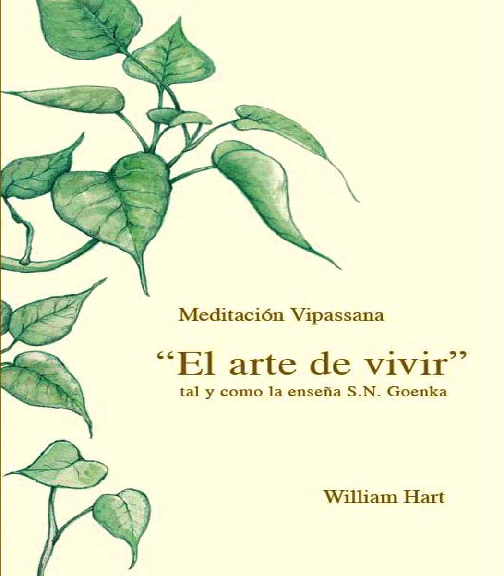 Meditación Vipassana
“El arte de vivir”
tal y como la enseña S.N. Goenka
William Hart